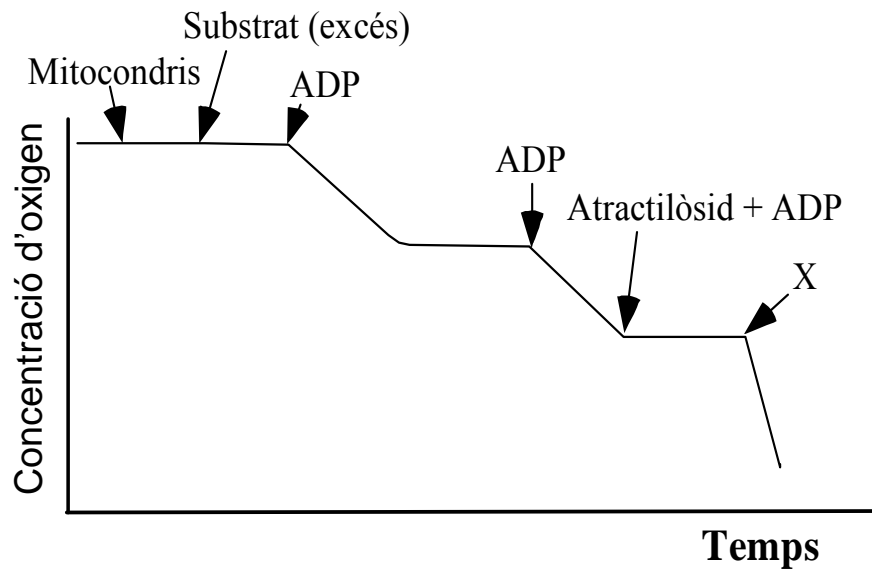 Substrat (excés)
Mitocondris
ADP
ADP
Atractilòsid + ADP
X
Concentració d'oxigen
Temps